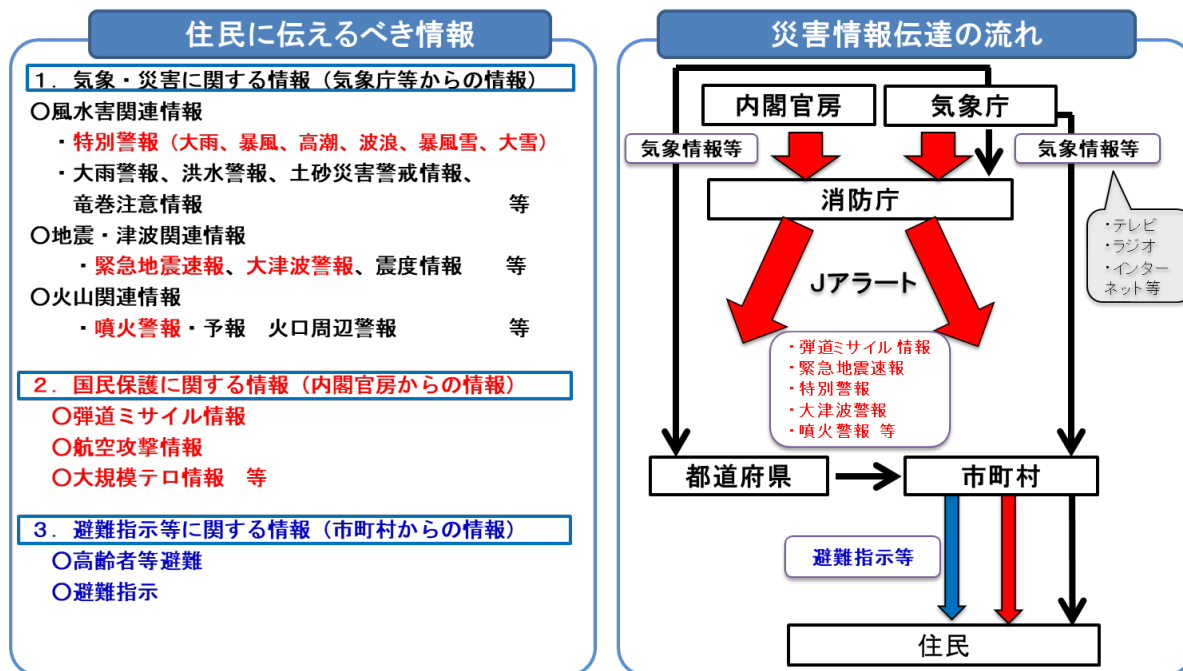 住民に伝えるべき情報
1．気象・災害に関する情報（気象庁等からの情報）
〇風水害関連情報
・特別警報（大雨、暴風、高潮、波浪、暴風雪、大雪）
・大雨警報、洪水警報、土砂災害警戒情報、
竜巻注意情報 等
〇地震・津波関連情報
・緊急地震速報、大津波警報、震度情報 等
〇火山関連情報
・噴火警報・予報 火口周辺警報 等
2．国民保護に関する情報（内閣官房からの情報）
〇弾道ミサイル情報
〇航空攻撃情報
〇大規模テロ情報 等
3．避難指示等に関する情報（市町村からの情報）
〇高齢者等避難
〇避難指示
災害情報伝達の流れ
内閣官房
気象庁
気象情報等
気象情報等
消防庁
・テレビ
・ラジオ
・インター
ネット等
Jアラート
・弾道ミサイル情報
・緊急地震速報
・特別警報
・大津波警報
・噴火警報 等
都道府県
市町村
避難指示等
住民